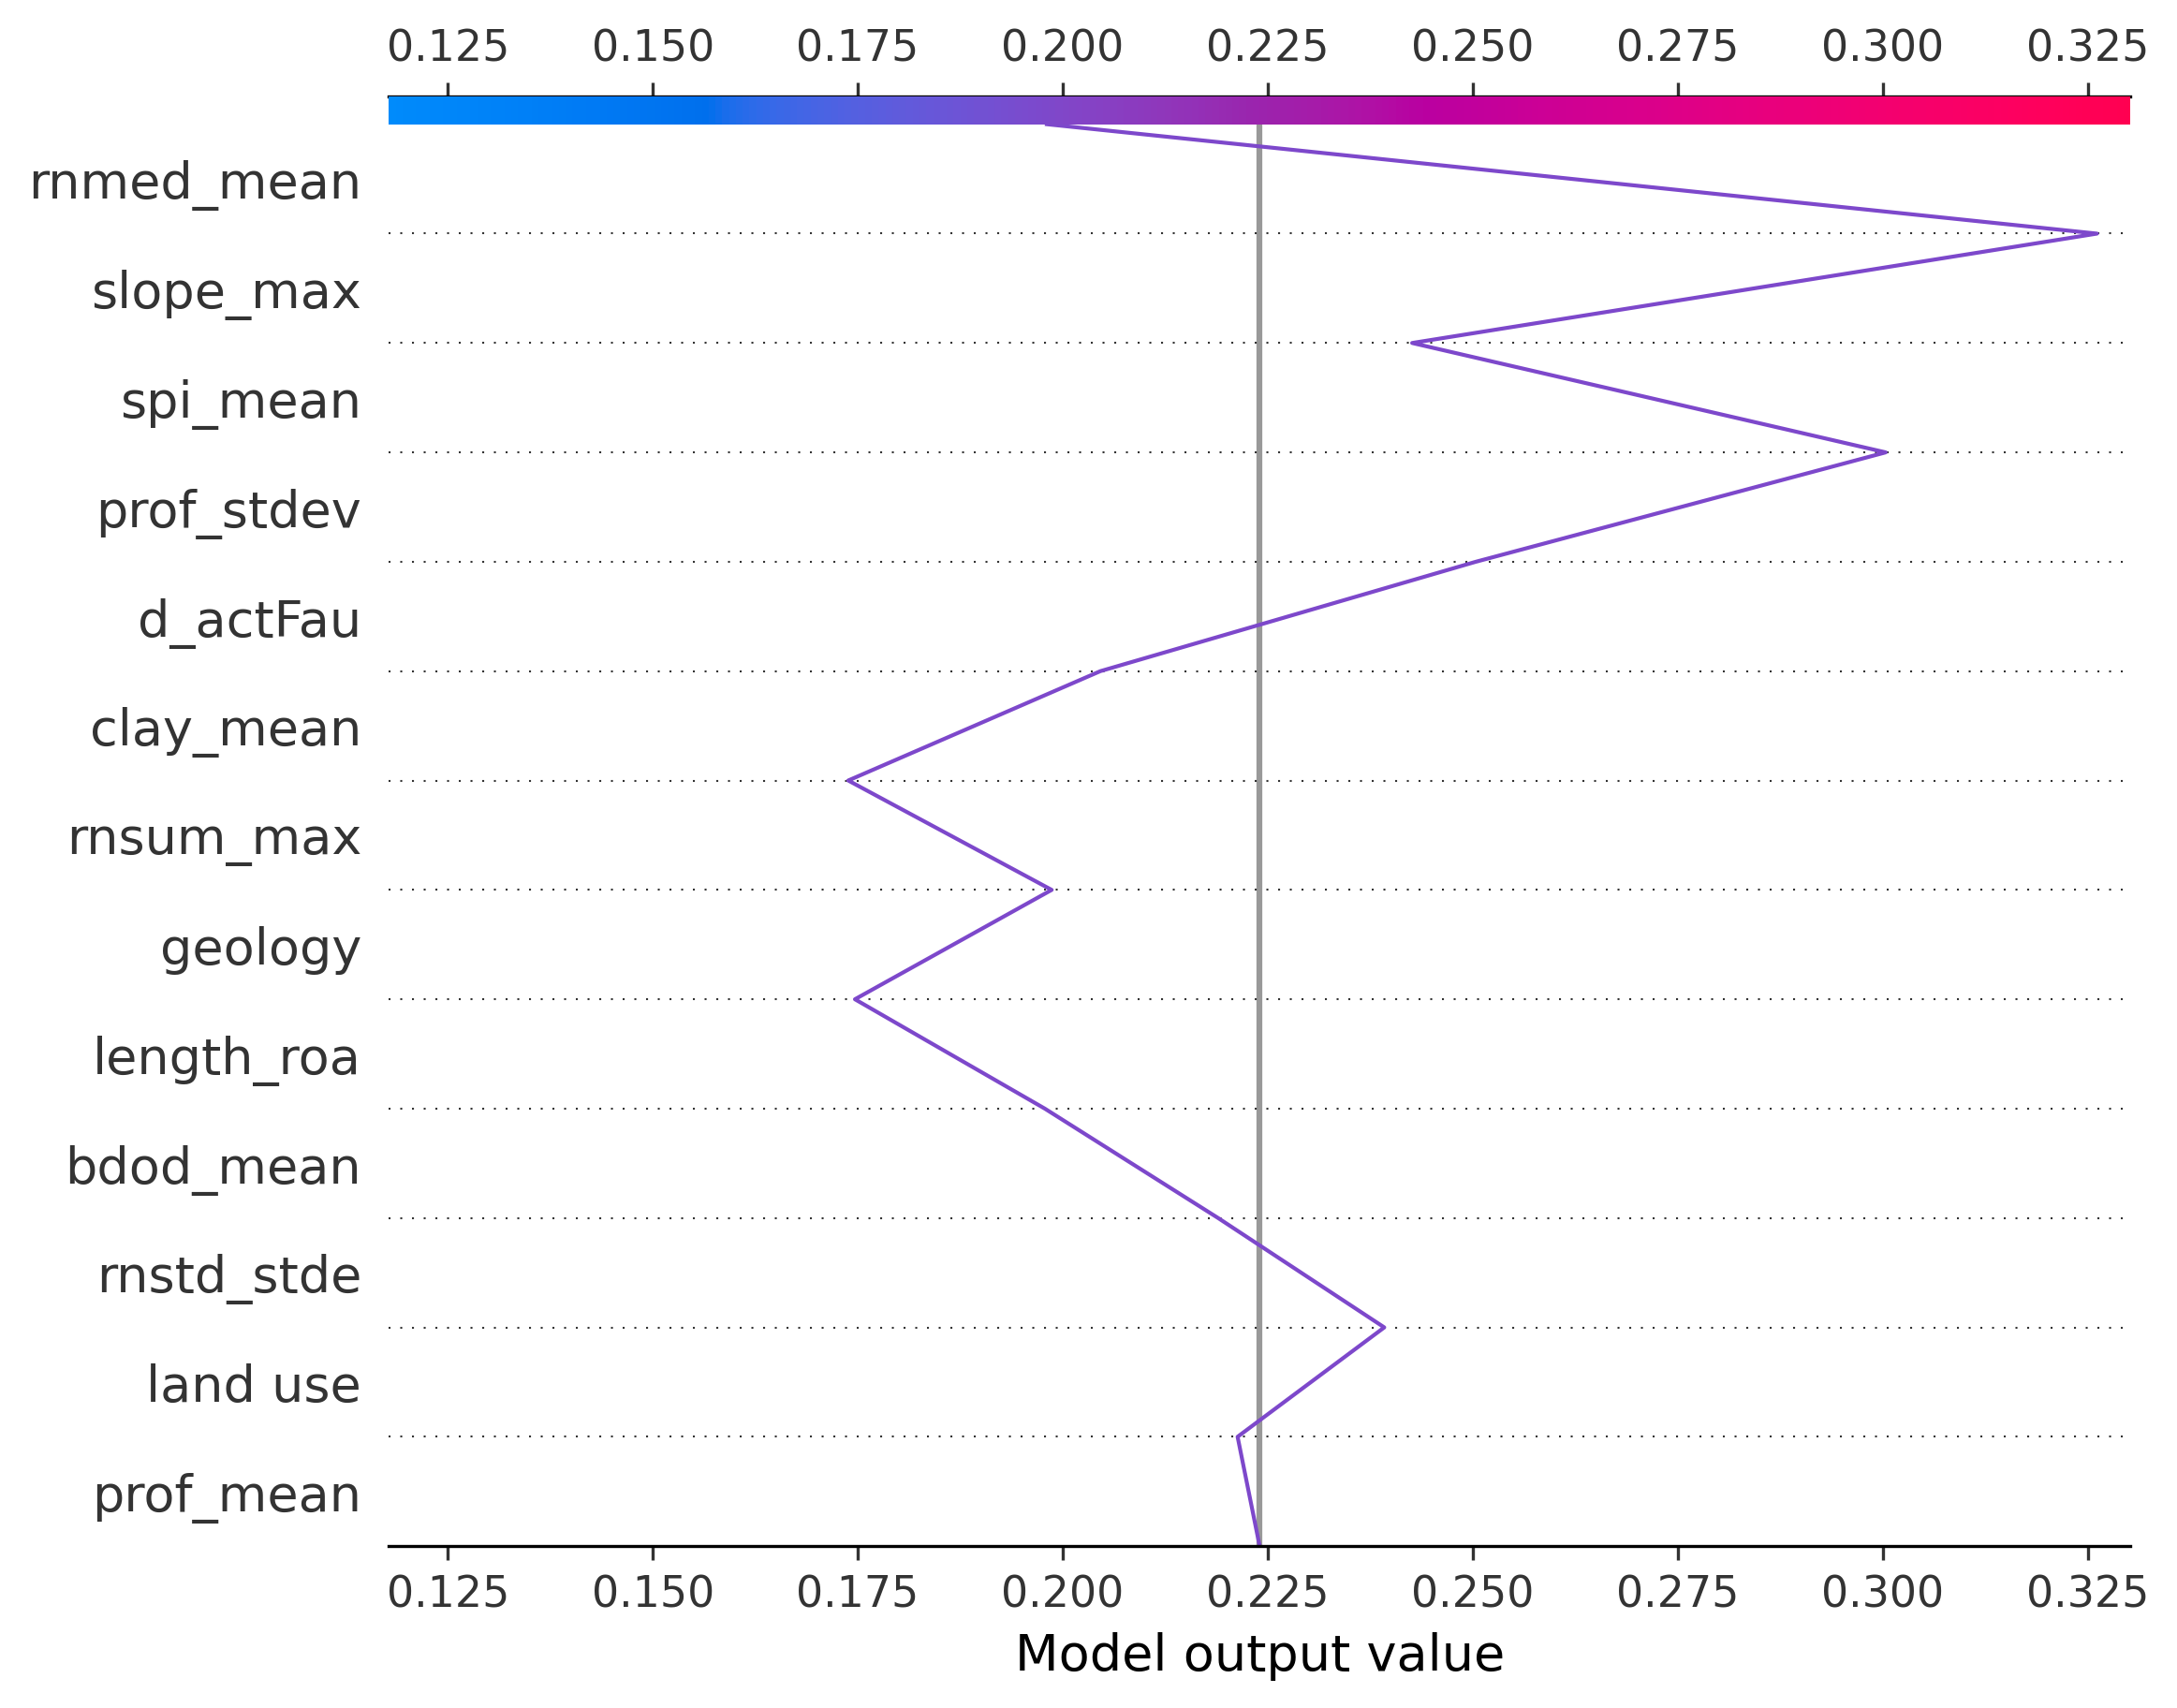 0.125 0.150 0.175 0.200 0.225 0.250 0.275 0.300 0.325
rnmed_mean
slope_max
spi_mean
prof_stdev
d_actFau
clay_mean
rnsum_max
geology
length_roa
bdod_mean
rnstd_stde
land use
prof_mean
0.125 0.150 0.175 0.200 0.225 0.250 0.275 0.300 0.325
Model output value